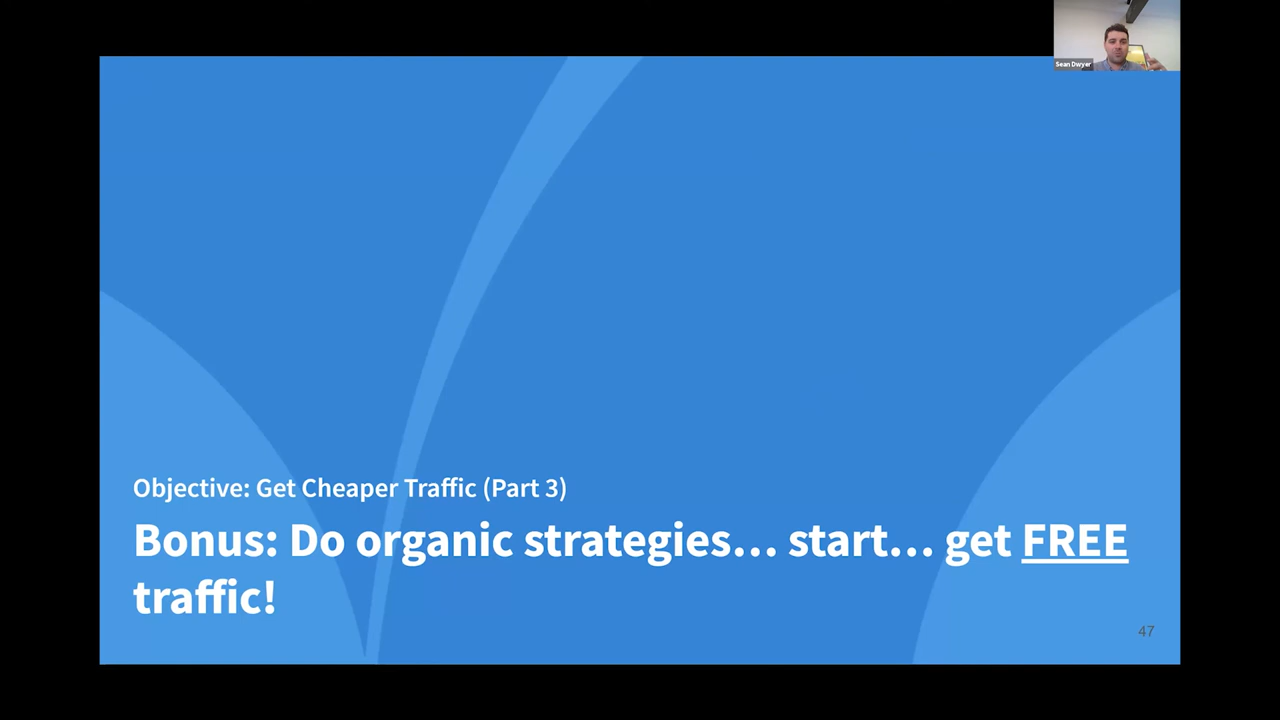 Sean Dwyer
Objective: Get Cheaper Traffic (Part 3)
Bonus: Do organic strategies... start... get FREE
traffic!
47